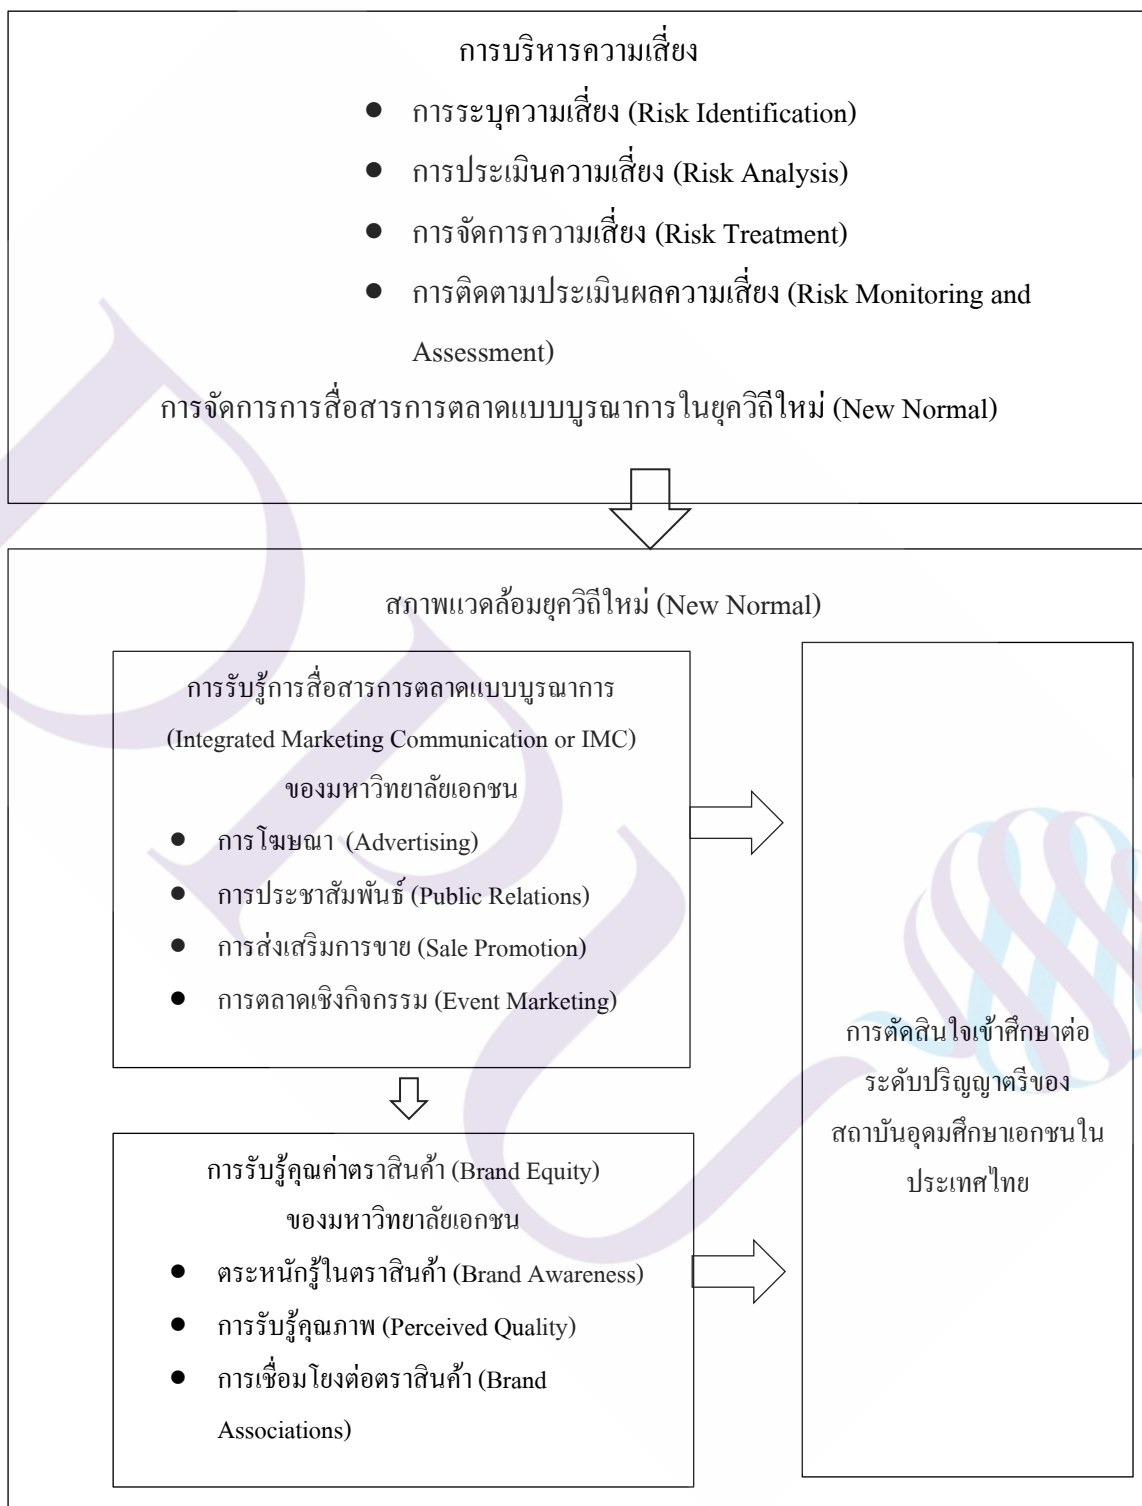 การบริหารความเสี่ยง
● การระบุความเสี่ยง (Risk Identification)
● การประเมินความเสี่ยง (Risk Analysis)
● การจัดการความเสี่ยง (Risk Treatment)
● การติดตามประเมินผลความเสี่ยง (Risk Monitoring and
Assessment)
การจัดการการสื่อสารการตลาดแบบบูรณาการในยุควิถีใหม่ (New Normal)
สภาพแวดล้อมยุควิถีใหม่ (New Normal)
การรับรู้การสื่อสารการตลาดแบบบูรณาการ
(Integrated Marketing Communication or IMC)
ของมหาวิทยาลัยเอกชน
● การโฆษณา (Advertising)
● การประชาสัมพันธ์ (Public Relations)
● การส่งเสริมการขาย (Sale Promotion)
● การตลาดเชิงกิจกรรม (Event Marketing)
การรับรู้คุณค่าตราสินค้า (Brand Equity)
ของมหาวิทยาลัยเอกชน
● ตระหนักรู้ในตราสินค้า (Brand Awareness)
● การรับรู้คุณภาพ (Perceived Quality)
● การเชื่อมโยงต่อตราสินค้า (Brand
Associations)
การตัดสินใจเข้าศึกษาต่อ
ระดับปริญญาตรีของ
สถาบันอุดมศึกษาเอกชนใน
ประเทศไทย
DPU